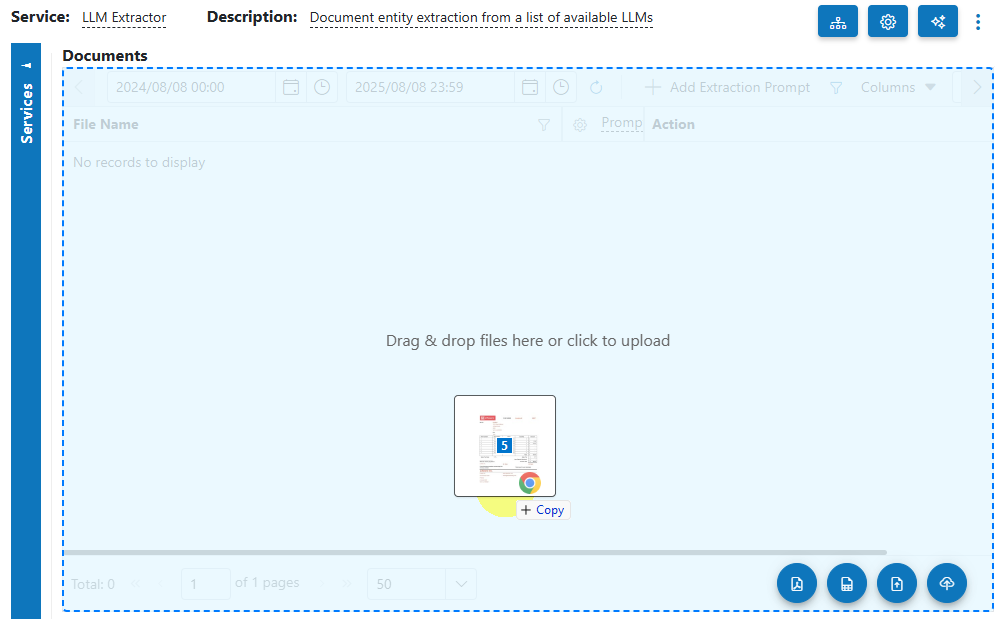 Service: LLM Extractor Description: Document entity extraction from a list of available LLMs
Services
Documents
2024/08/08 00:00 2025/08/08 23:59 Add Extraction Prompt Columns
File Name Promp Action
No records to display
Drag & drop files here or click to upload
5
+ Copy
Total: 0 1 of 1 pages 50